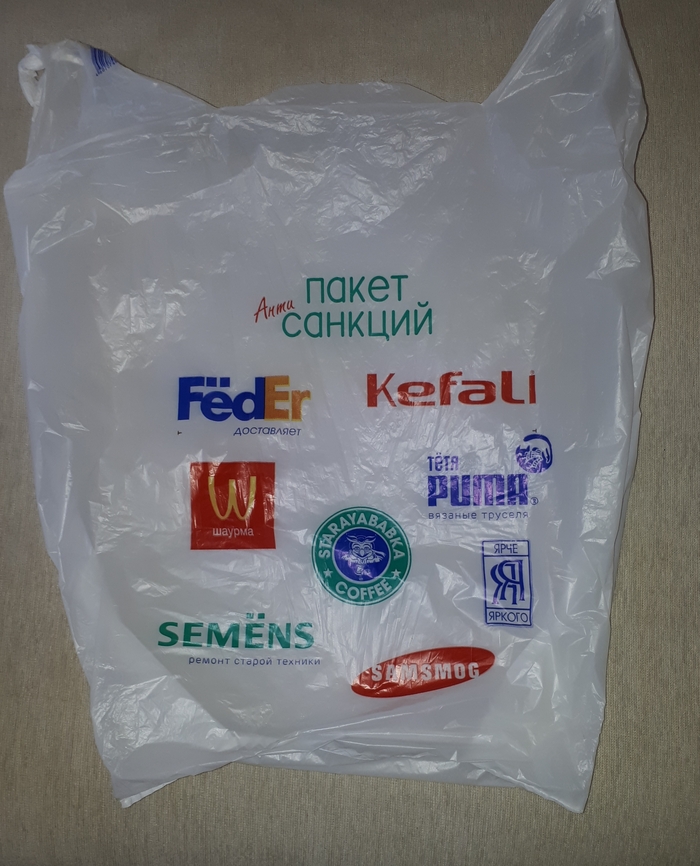 пакет
Анти
санкций
FёdEr
доставляет
Kefali
шаурма
тётя
PUMA
вязаные труселя
STARAYABABKA
COFFEE
ЯРЧЕ
ЯR
ЯРКОГО
SEMЁNS
ремонт старой техники
SAMSMOG